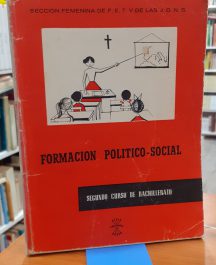 SECCION FEMENINA DE F. E. T. Y DE LAS J. O. N. S.
FORMACION POLITICO-SOCIAL
SEGUNDO CURSO DE BACHILLERATO